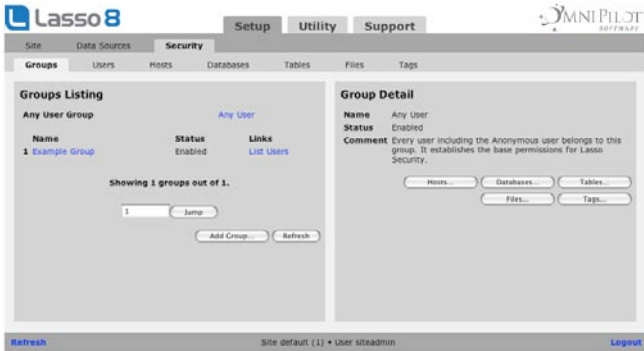 Lasso 8
Setup Utility Support
OMNIPILOT
SOFTWARE
Site Data Sources Security
Groups Users Hosts Databases Tables Files Tags
Groups Listing
Any User Group Any User
Name Status Links
1 Example Group Enabled List Users
Showing 1 groups out of 1.
1 Jump
Add Group... Refresh
Group Detail
Name Any User
Status Enabled
Comment Every user including the Anonymous user belongs to this
group. It establishes the base permissions for Lasso
Security.
Hosts... Databases... Tables...
Files... Tags...
Refresh Site default (1) • User siteadmin Logout